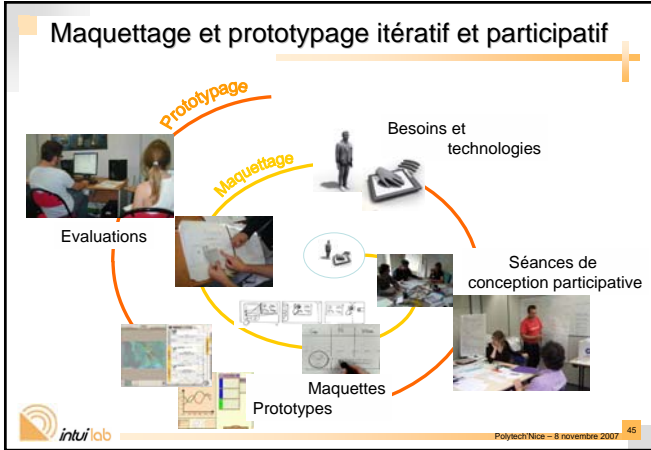 Maquettage et prototypage itératif et participatif
Prototypage
Besoins et
technologies
Maquettage
Evaluations
Séances de
conception participative
Maquettes
Prototypes
intuilab
Polytech'Nice – 8 novembre 2007
45